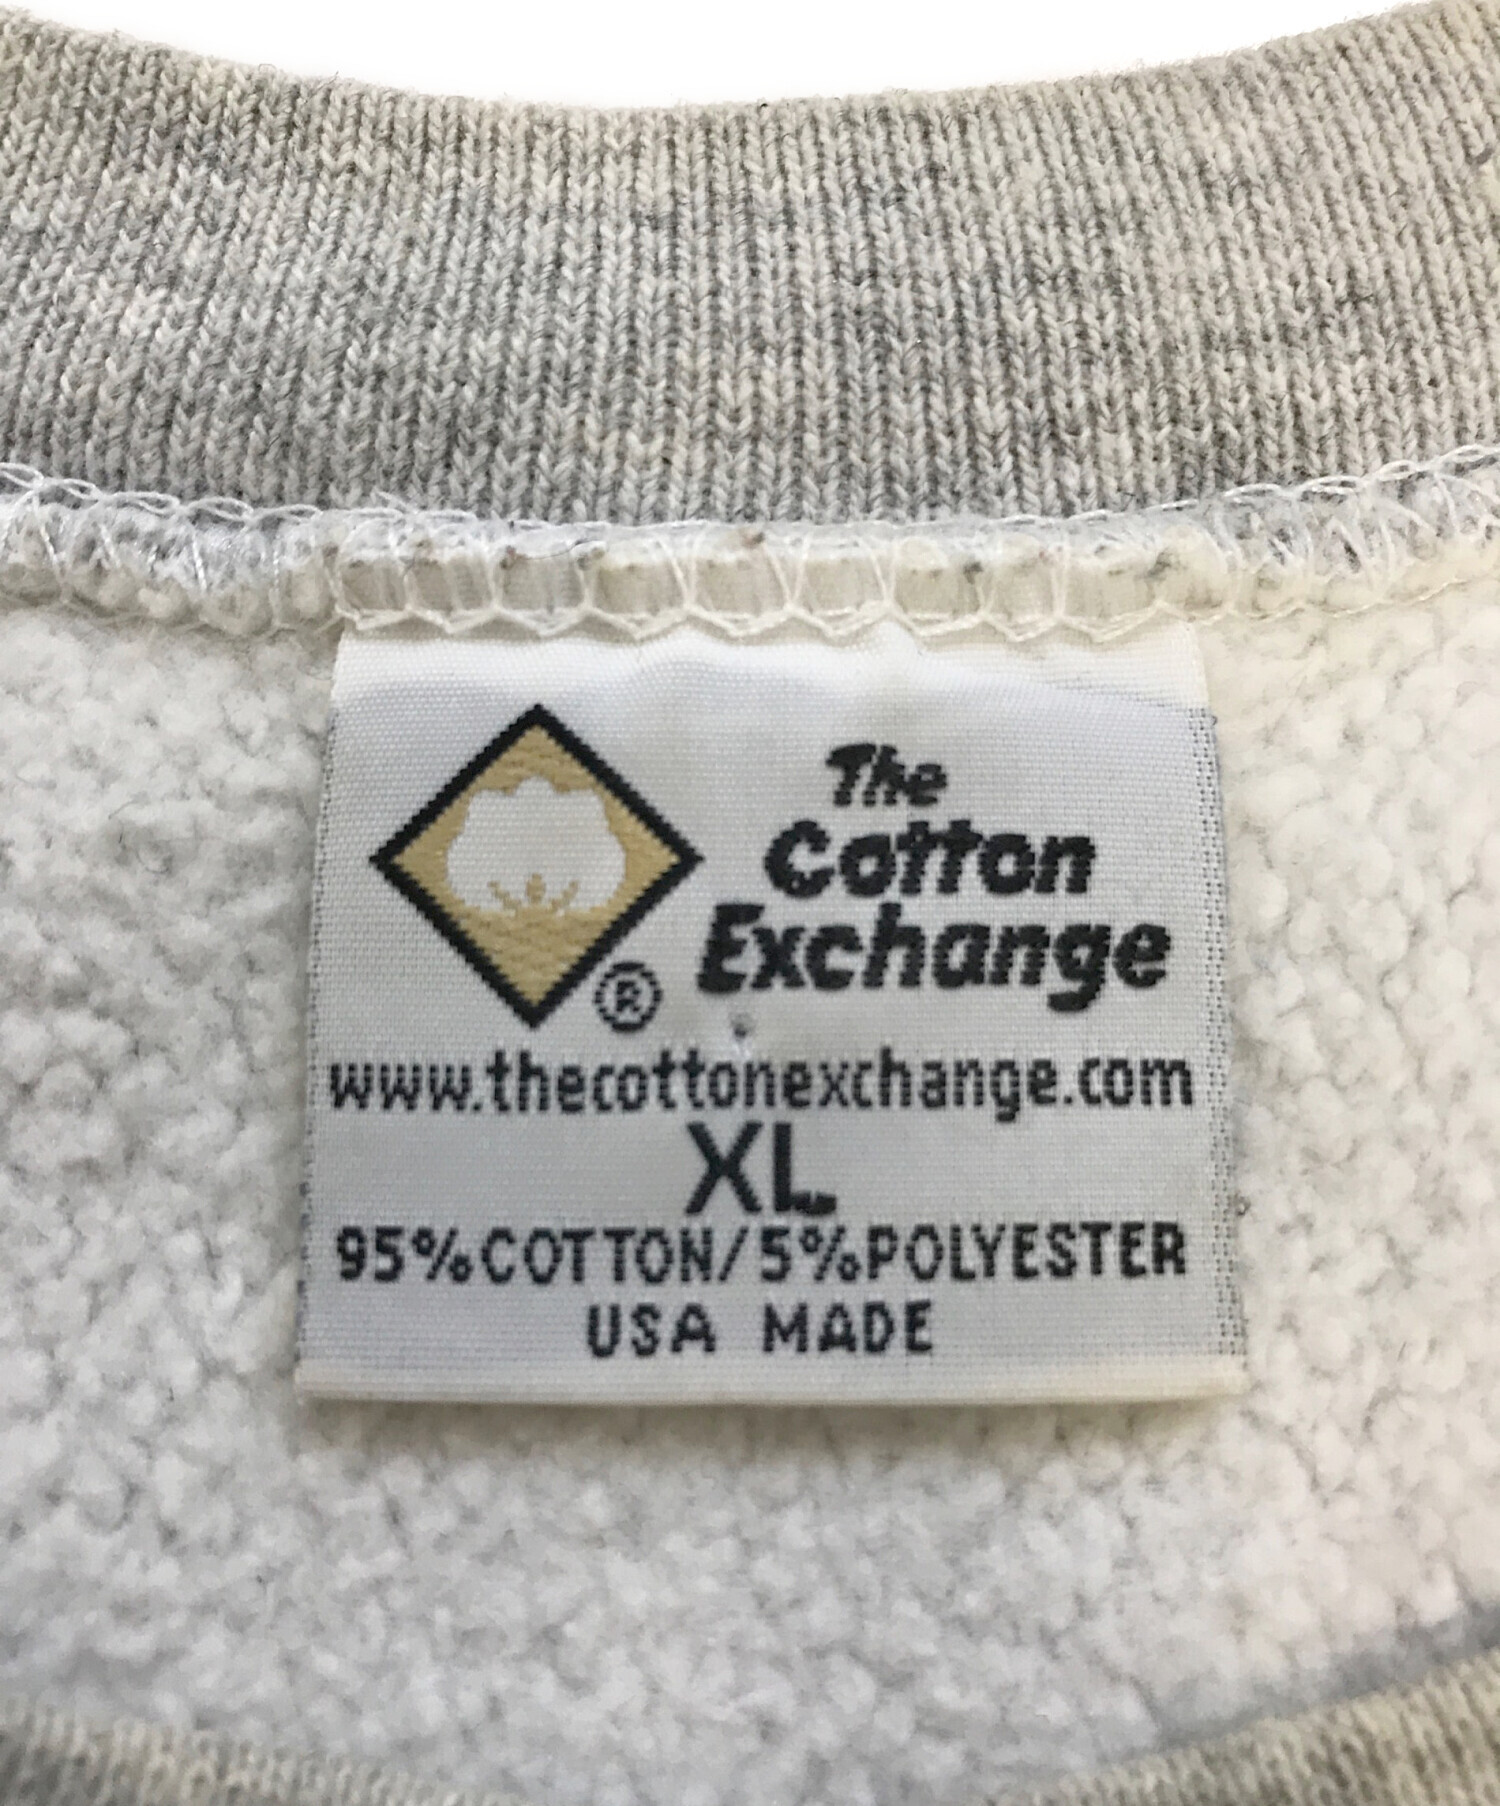 The
Cotton
Exchange
®
www.thecottonexchange.com
XL
95%COTTON/5%POLYESTER
USA MADE